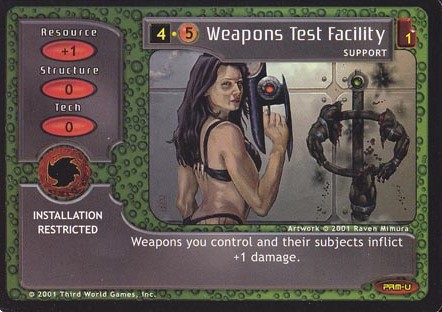 Resource
+1
Structure
0
Tech
0
4 • 5 Weapons Test Facility 1
SUPPORT
Artwork © 2001 Raven Mimura
INSTALLATION
RESTRICTED
Weapons you control and their subjects inflict
+1 damage.
© 2001 Third World Games, Inc.
PAM-U